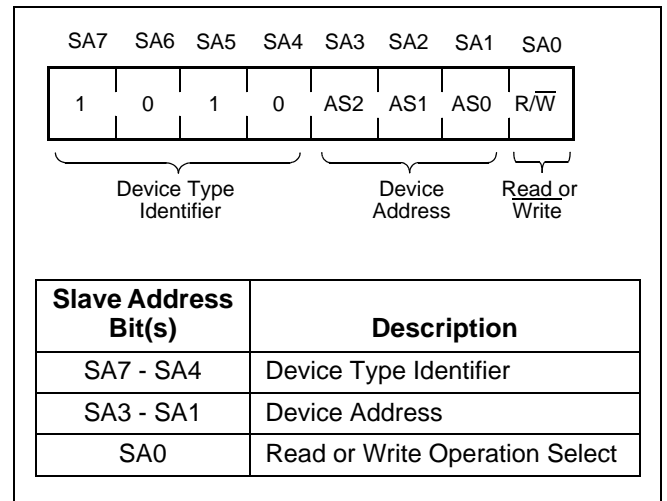 SA7 SA6 SA5 SA4 SA3 SA2 SA1 SA0
1 0 1 0 AS2 AS1 AS0 R/W̅
Device Type Device Read or
Identifier Address W̅r̅i̅t̅e̅
Slave Address
Bit(s) Description
SA7 - SA4 Device Type Identifier
SA3 - SA1 Device Address
SA0 Read or Write Operation Select